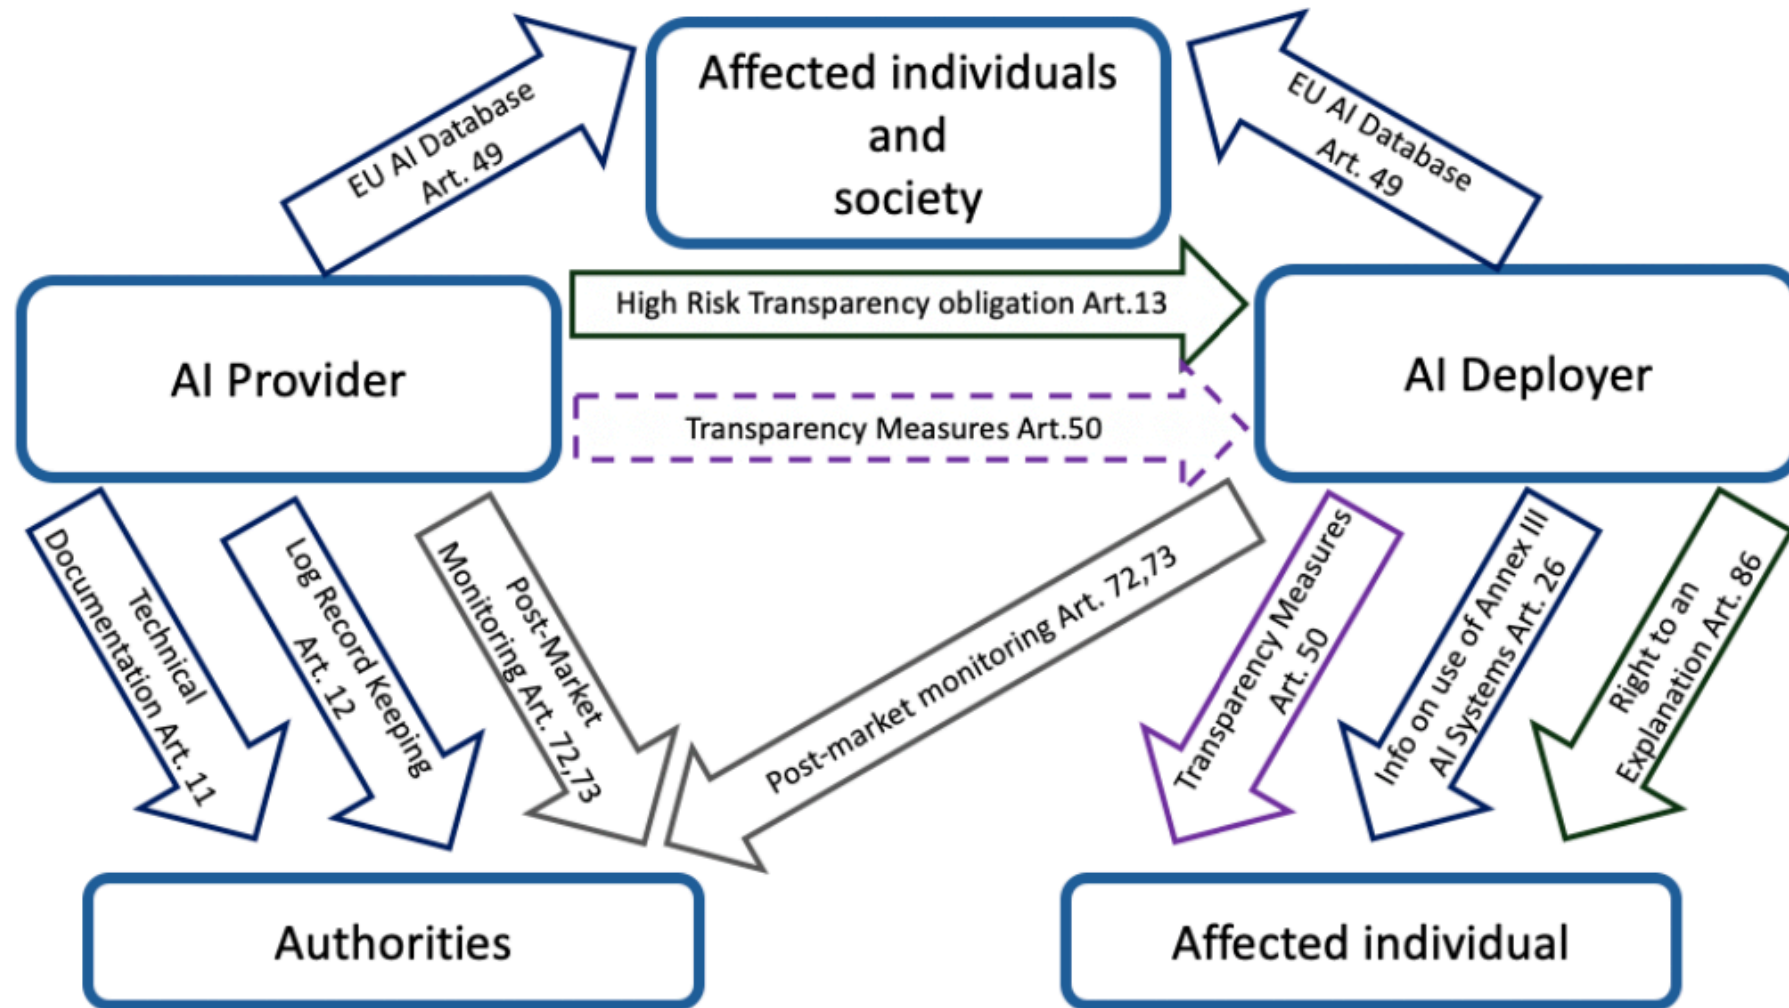 Affected individuals
and
society
EU AI Database
Art. 49
EU AI Database
Art. 49
AI Provider
High Risk Transparency obligation Art.13
Transparency Measures Art.50
AI Deployer
Technical
Documentation Art. 11
Log Record Keeping
Art. 12
Post-Market
Monitoring Art. 72,73
Post-market monitoring Art. 72,73
Transparency Measures
Art. 50
Info on use of Annex III
AI Systems Art. 26
Right to an
Explanation Art. 86
Authorities
Affected individual